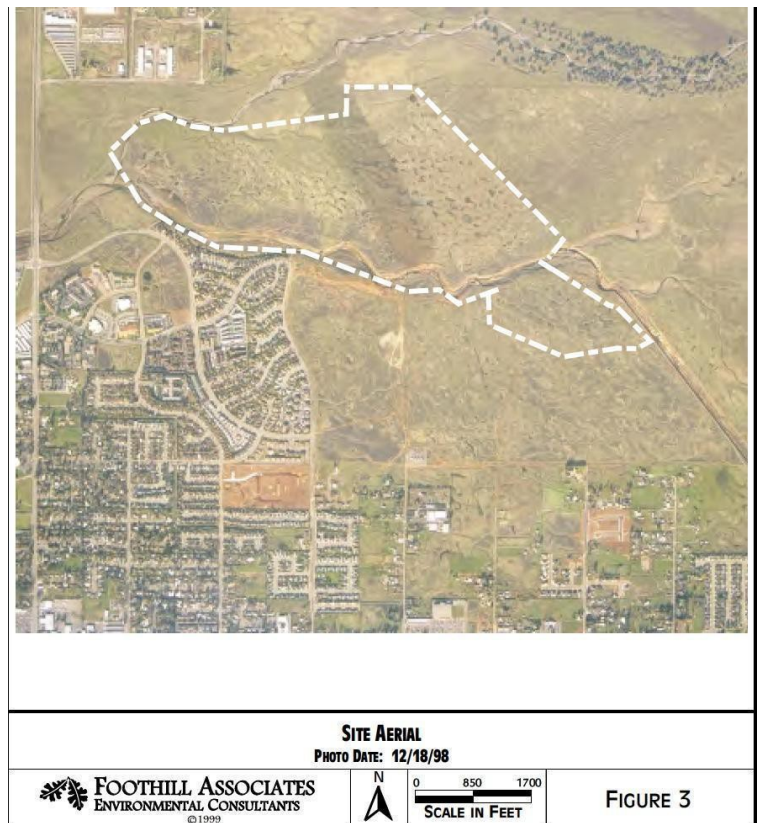 SITE AERIAL
PHOTO DATE: 12/18/98
FOOTHILL ASSOCIATES
ENVIRONMENTAL CONSULTANTS
©1999
N
0 850 1700
SCALE IN FEET
FIGURE 3